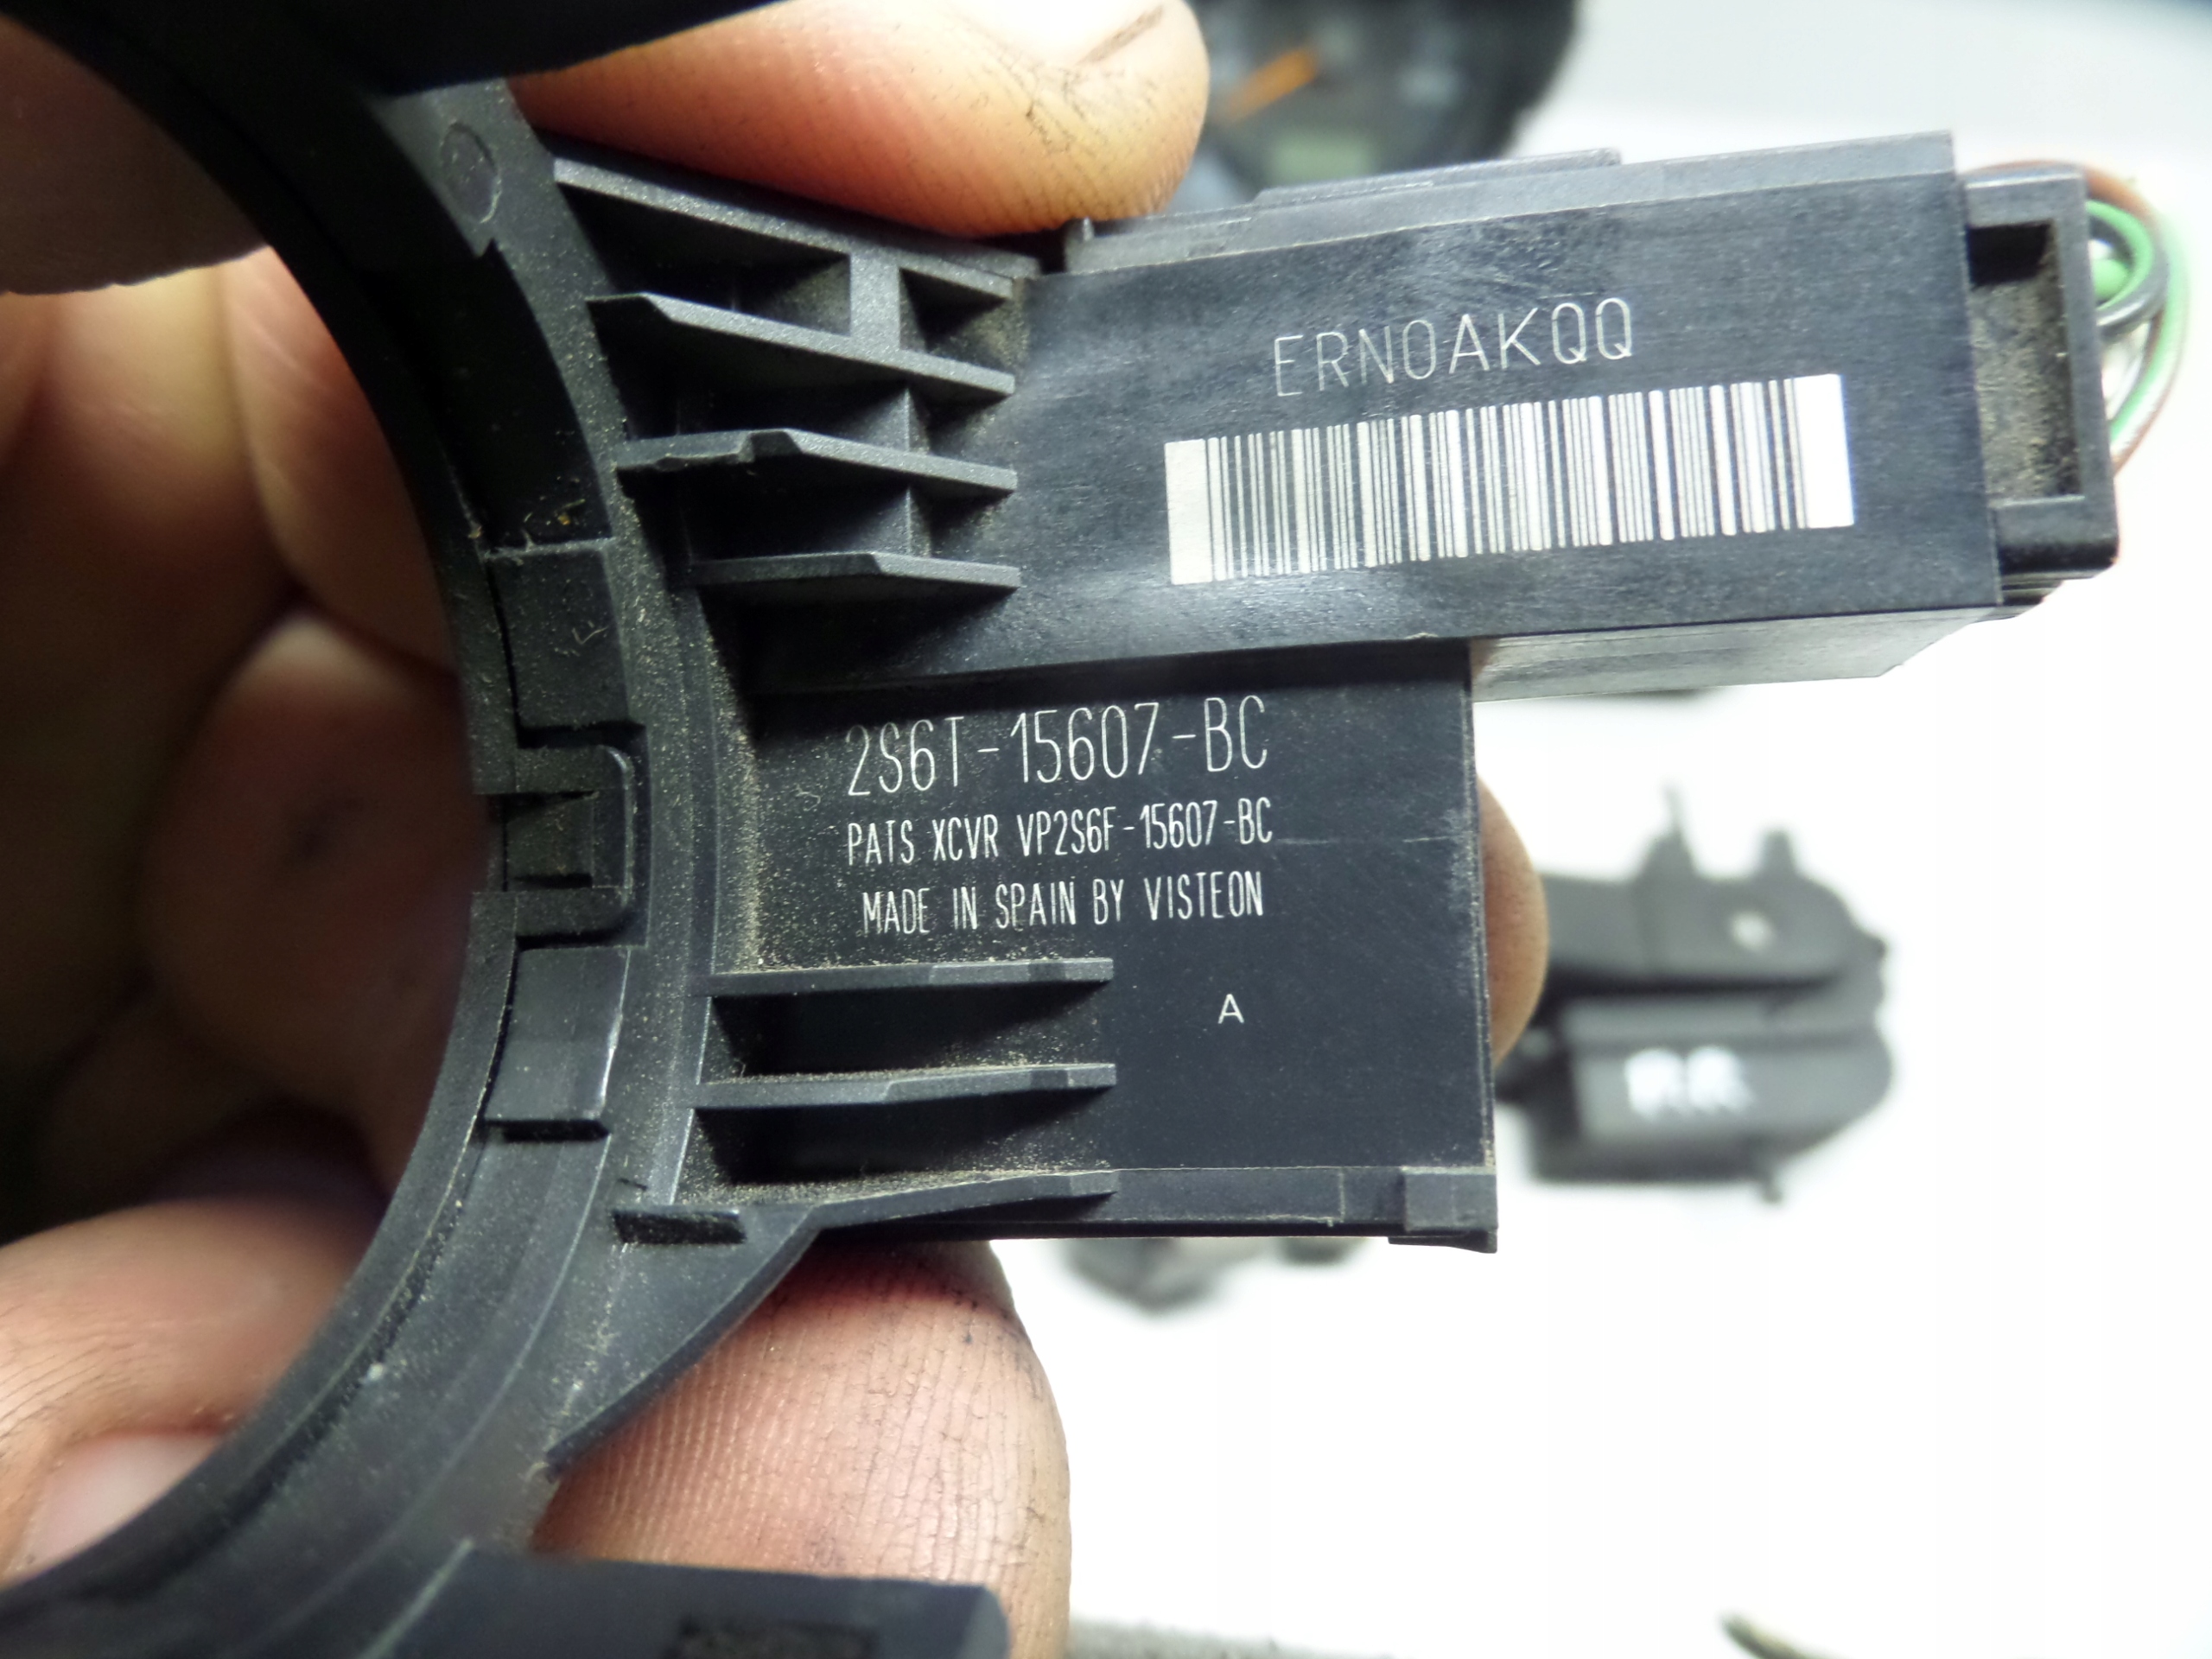 ERN0AKQQ
2S6T-15607-BC
PATS XCVR VP2S6F-15607-BC
MADE IN SPAIN BY VISTEON
A